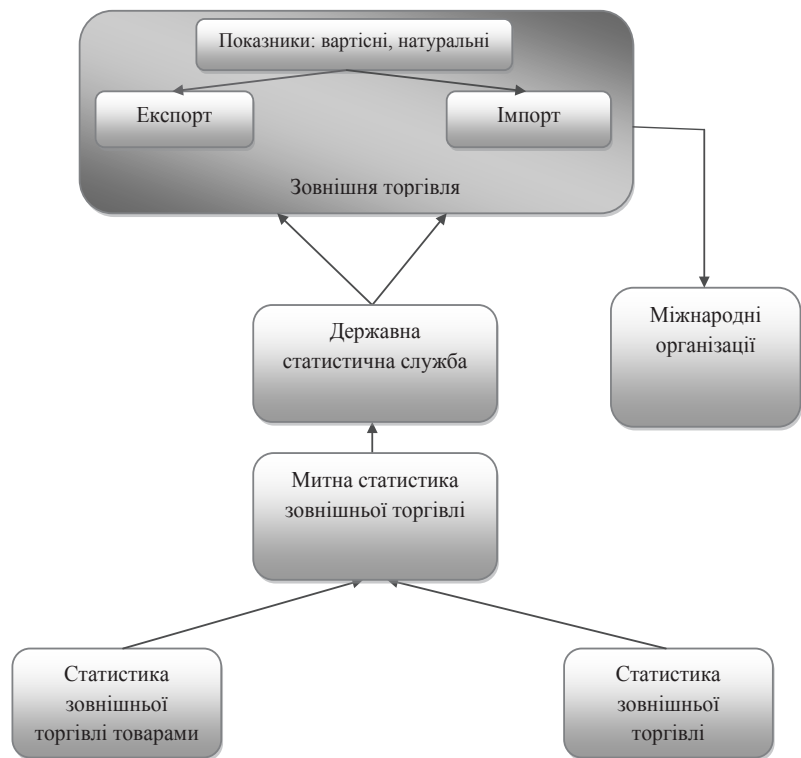 Показники: вартісні, натуральні
Експорт
Імпорт
Зовнішня торгівля
Державна
статистична служба
Міжнародні
організації
Митна статистика
зовнішньої торгівлі
Статистика
зовнішньої
торгівлі товарами
Статистика
зовнішньої
торгівлі